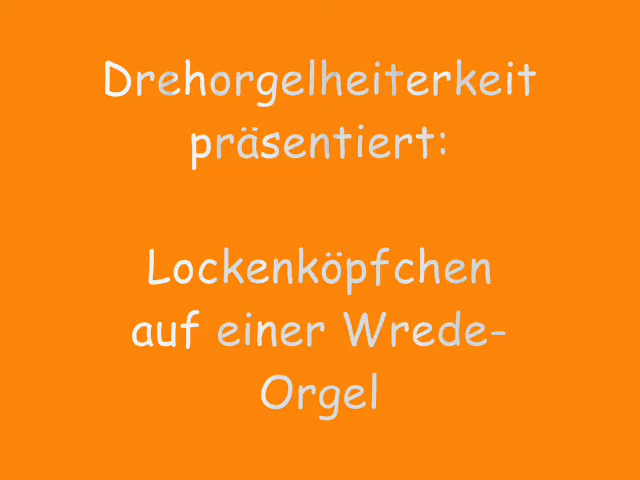 Drehorgelheiterkeit
präsentiert:
Lockenköpfchen
auf einer Wrede-
Orgel